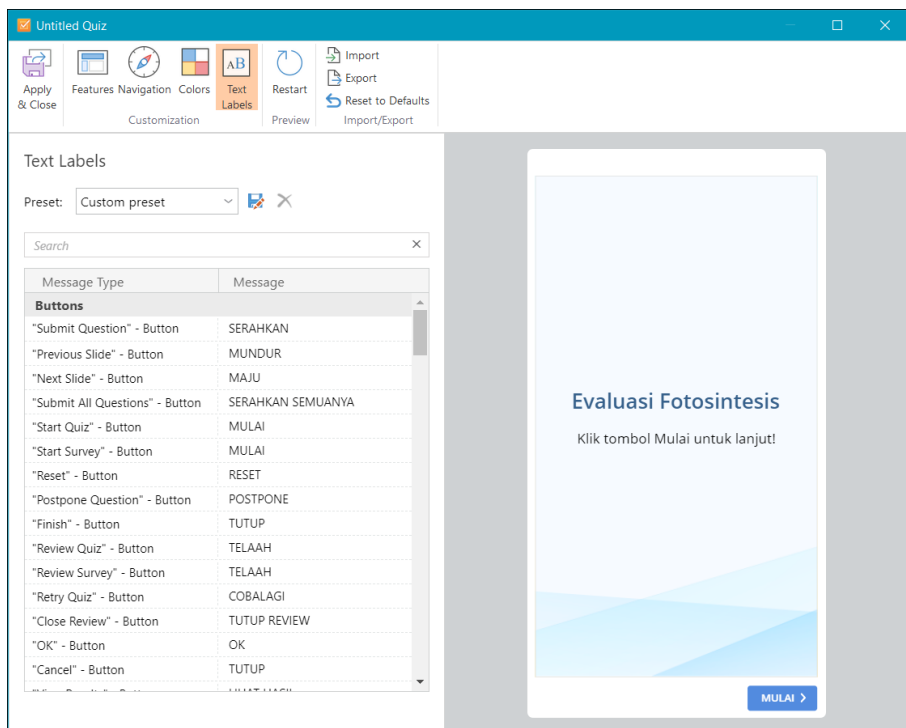 Untitled Quiz
Apply & Close
Features
Navigation
Colors
Text Labels
Restart
Import
Export
Reset to Defaults
Customization
Preview
Import/Export
Text Labels
Preset: Custom preset
Search
Message Type Message
Buttons
"Submit Question" - Button SERAHKAN
"Previous Slide" - Button MUNDUR
"Next Slide" - Button MAJU
"Submit All Questions" - Button SERAHKAN SEMUANYA
"Start Quiz" - Button MULAI
"Start Survey" - Button MULAI
"Reset" - Button RESET
"Postpone Question" - Button POSTPONE
"Finish" - Button TUTUP
"Review Quiz" - Button TELAAH
"Review Survey" - Button TELAAH
"Retry Quiz" - Button COBALAGI
"Close Review" - Button TUTUP REVIEW
"OK" - Button OK
"Cancel" - Button TUTUP
Evaluasi Fotosintesis
Klik tombol Mulai untuk lanjut!
MULAI